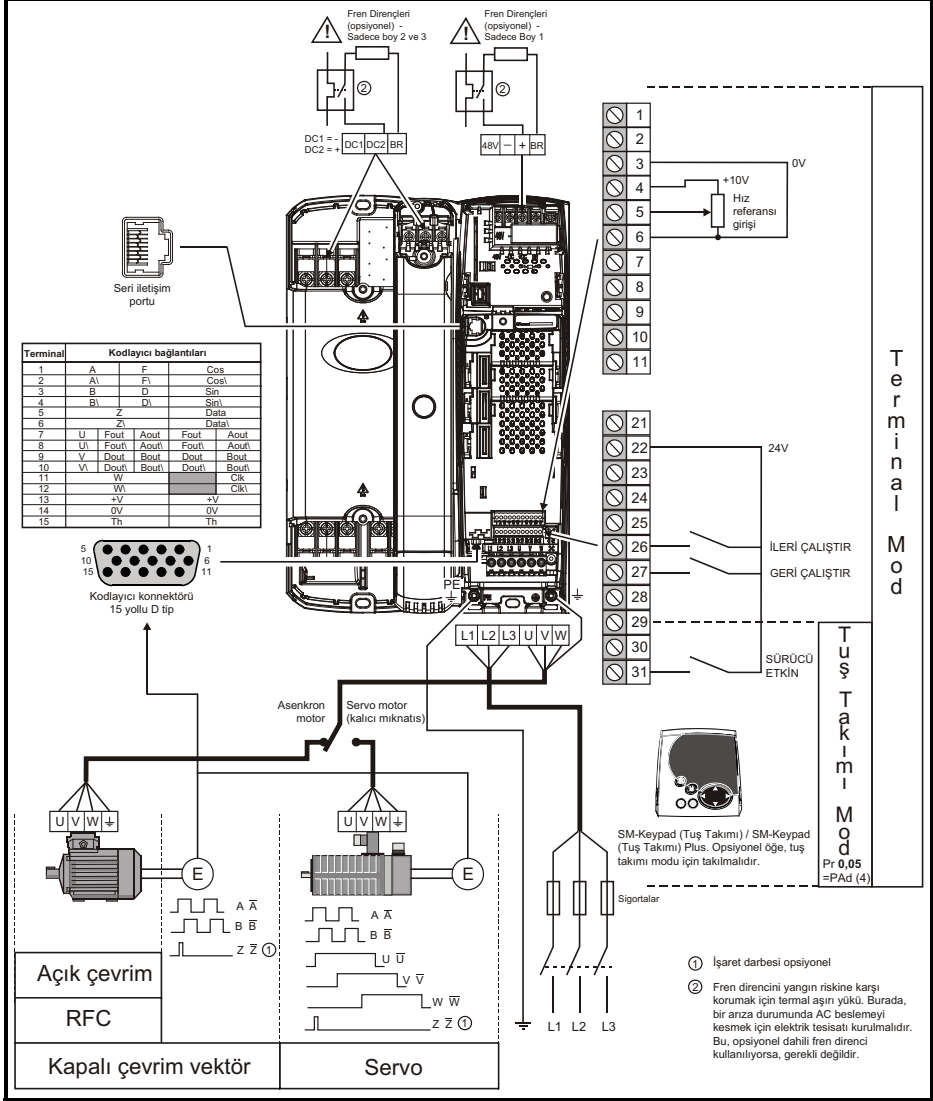 Fren Dirençleri
(opsiyonel) -
Sadece boy 2 ve 3
Fren Dirençleri
(opsiyonel) -
Sadece Boy 1
2
2
DC1 = -
DC2 = +
DC1 DC2 BR
48V – + BR
1
2
3
4
5
6
7
8
9
10
11
0V
+10V
Hız
referansı
girişi
Seri iletişim
portu
Terminal Kodlayıcı bağlantıları
1 A F Cos
2 A\ F\ Cos\
3 B D Sin
4 B\ D\ Sin\
5 Z Data
6 Z\ Data\
7 U Fout Aout Fout Aout
8 U\ Fout\ Aout\ Fout\ Aout\
9 V Dout Bout Dout Bout
10 V\ Dout\ Bout\ Dout\ Bout\
11 W Clk
12 W\ Clk\
13 +V +V
14 0V 0V
15 Th Th
5 1
10 6
15 11
Kodlayıcı konnektörü
15 yollu D tip
21
22
23
24
25
26
27
28
29
30
31
24V
İLERİ ÇALIŞTIR
GERİ ÇALIŞTIR
SÜRÜCÜ
ETKİN
Terminal Mod
Tuş Takımı Mod
Pr 0,05
=PAd (4)
PE
L1 L2 L3 U V W
Asenkron
motor
Servo motor
(kalıcı mıknatıs)
U V W
U V W
E
E
SM-Keypad (Tuş Takımı) / SM-Keypad
(Tuş Takımı) Plus. Opsiyonel öğe, tuş
takımı modu için takılmalıdır.
Sigortalar
L1 L2 L3
A A̅
B B̅
Z Z̅ 1
A A̅
B B̅
U U̅
V V̅
W W̅
Z Z̅ 1
Açık çevrim
RFC
Kapalı çevrim vektör
Servo
1 İşaret darbesi opsiyonel
2 Fren direncini yangın riskine karşı
korumak için termal aşırı yükü. Burada,
bir arıza durumunda AC beslemeyi
kesmek için elektrik tesisatı kurulmalıdır.
Bu, opsiyonel dahili fren direnci
kullanılıyorsa, gerekli değildir.